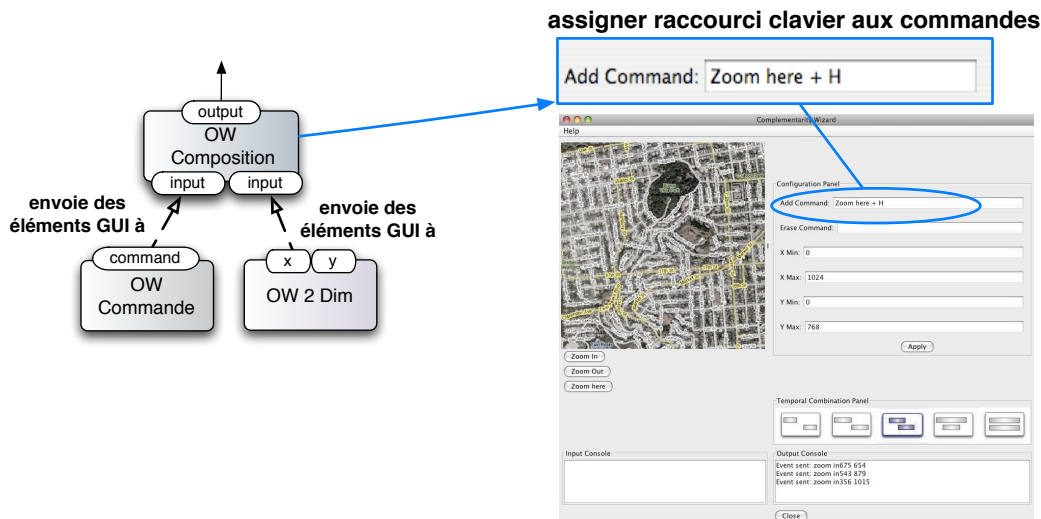 assigner raccourci clavier aux commandes
Add Command: Zoom here + H
output
OW
Composition
input input
envoie des
éléments GUI à
envoie des
éléments GUI à
command
OW
Commande
x y
OW 2 Dim
Complementarity Wizard
Help
Configuration Panel
Add Command: Zoom here + H
Erase Command:
X Min: 0
X Max: 1024
Y Min: 0
Y Max: 768
Apply
Zoom In
Zoom Out
Zoom here
Temporal Combination Panel
Input Console
Output Console
Event sent: zoom in675 654
Event sent: zoom in543 879
Event sent: zoom in356 1015
Close